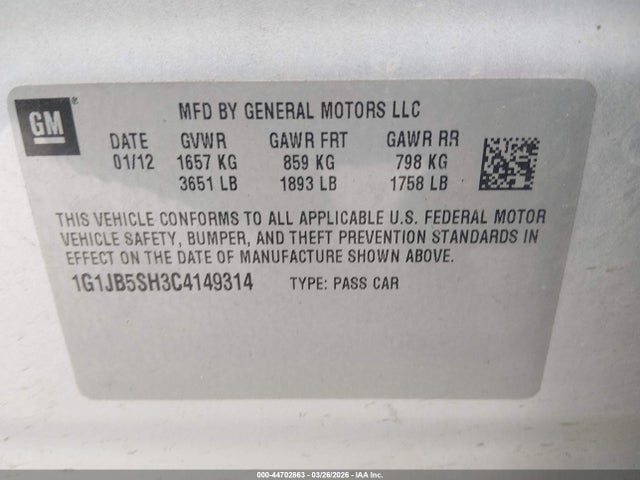 GM
MFD BY GENERAL MOTORS LLC
DATE GVWR GAWR FRT GAWR RR
01/12 1657 KG 859 KG 798 KG
3651 LB 1893 LB 1758 LB
THIS VEHICLE CONFORMS TO ALL APPLICABLE U.S. FEDERAL MOTOR
VEHICLE SAFETY, BUMPER, AND THEFT PREVENTION STANDARDS IN
EFFECT ON THE DATE OF MANUFACTURE SHOWN ABOVE.
1G1JB5SH3C4149314 TYPE: PASS CAR
000-44702863 | 03/26/2026 | IAA Inc.